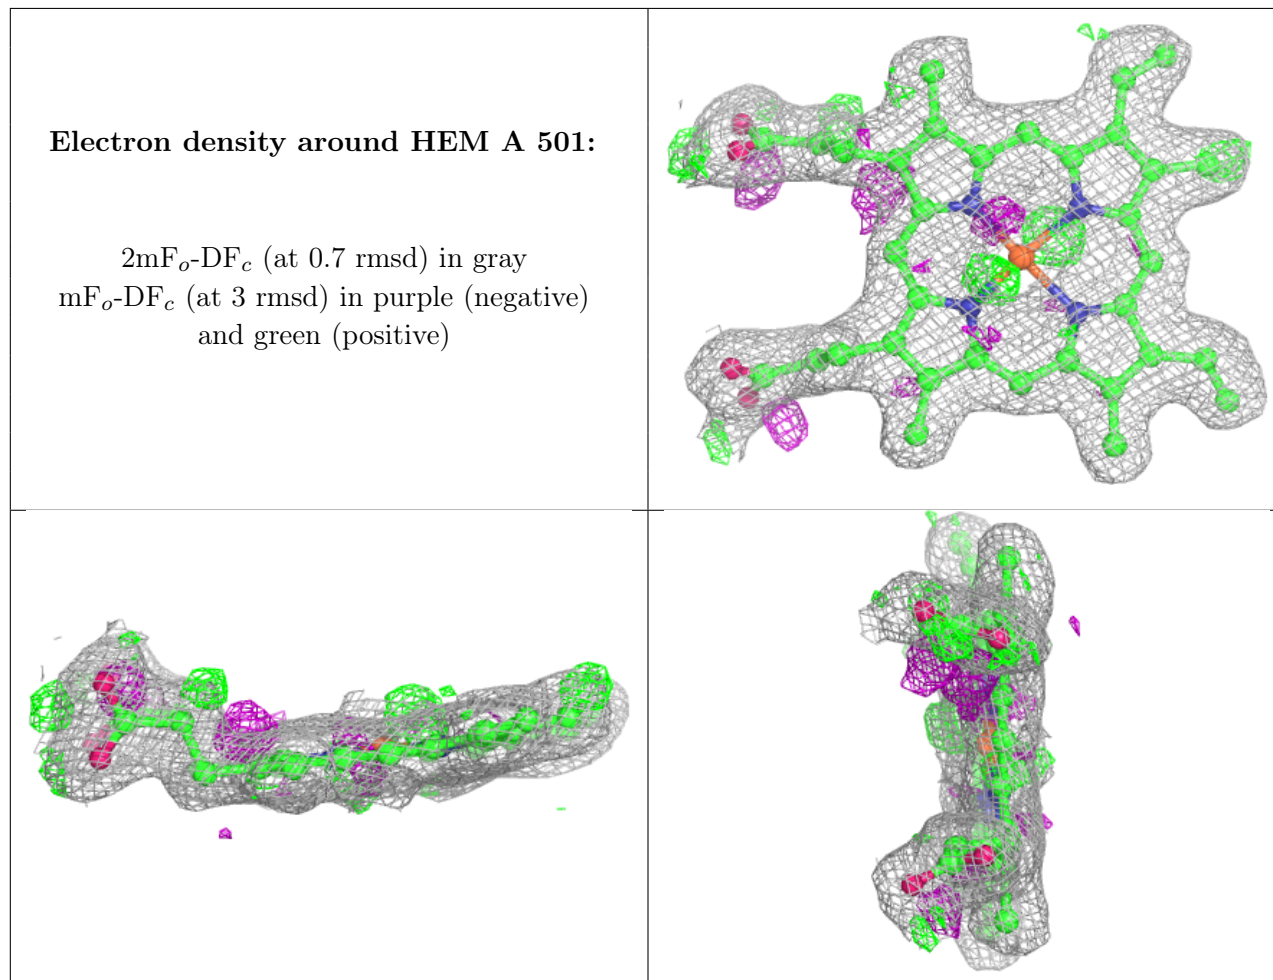 Electron density around HEM A 501:
2mFo-DFc (at 0.7 rmsd) in gray
mFo-DFc (at 3 rmsd) in purple (negative)
and green (positive)